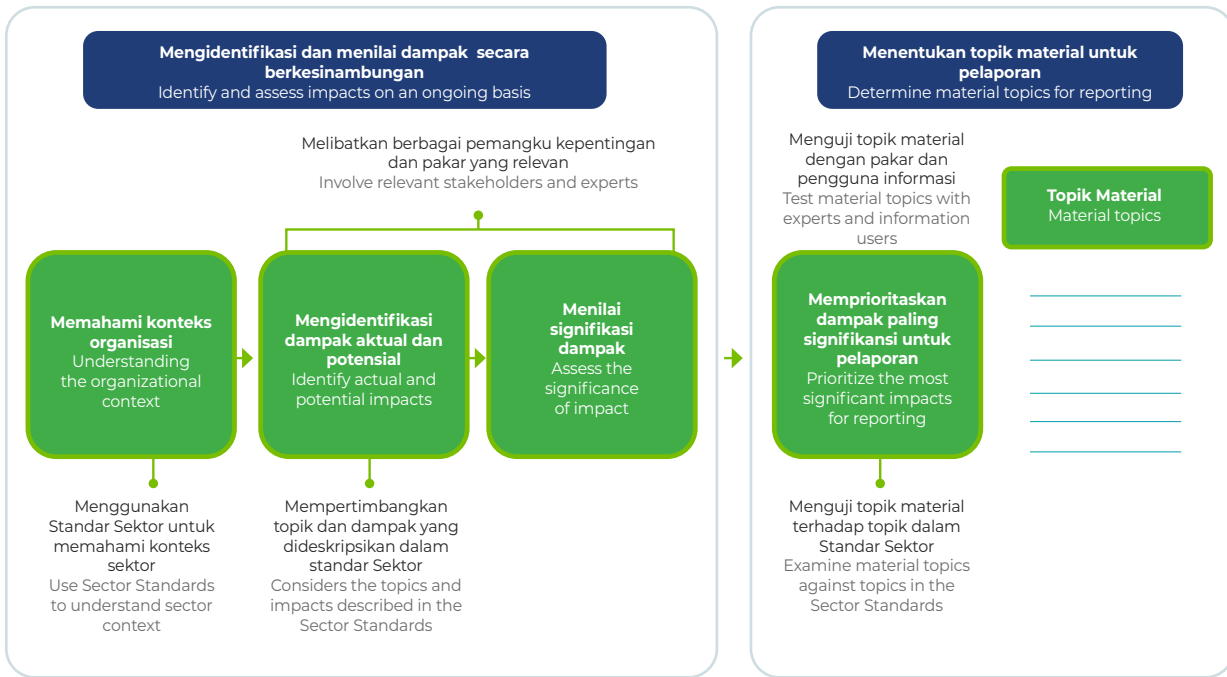 Mengidentifikasi dan menilai dampak secara
berkesinambungan
Identify and assess impacts on an ongoing basis
Melibatkan berbagai pemangku kepentingan
dan pakar yang relevan
Involve relevant stakeholders and experts
Memahami konteks
organisasi
Understanding
the organizational
context
Mengidentifikasi
dampak aktual dan
potensial
Identify actual and
potential impacts
Menilai
signifikasi
dampak
Assess the
significance
of impact
Menggunakan
Standar Sektor untuk
memahami konteks
sektor
Use Sector Standards
to understand sector
context
Mempertimbangkan
topik dan dampak yang
dideskripsikan dalam
standar Sektor
Considers the topics and
impacts described in the
Sector Standards
Menentukan topik material untuk
pelaporan
Determine material topics for reporting
Menguji topik material
dengan pakar dan
pengguna informasi
Test material topics with
experts and information
users
Topik Material
Material topics
Memprioritaskan
dampak paling
signifikansi untuk
pelaporan
Prioritize the most
significant impacts
for reporting
Menguji topik material
terhadap topik dalam
Standar Sektor
Examine material topics
against topics in the
Sector Standards